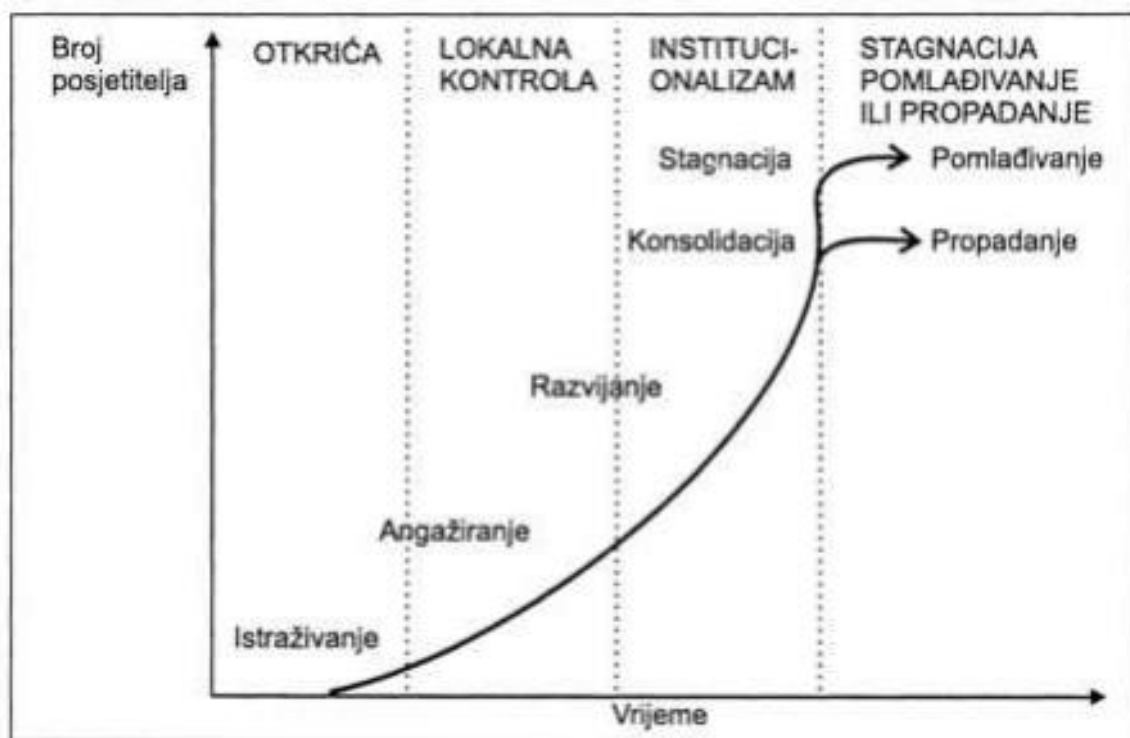 Broj
posjetitelja
OTKRIĆA
LOKALNA
KONTROLA
INSTITUCI-
ONALIZAM
STAGNACIJA
POMLAĐIVANJE
ILI PROPADANJE
Stagnacija
Pomlađivanje
Konsolidacija
Propadanje
Razvijanje
Angažiranje
Istraživanje
Vrijeme